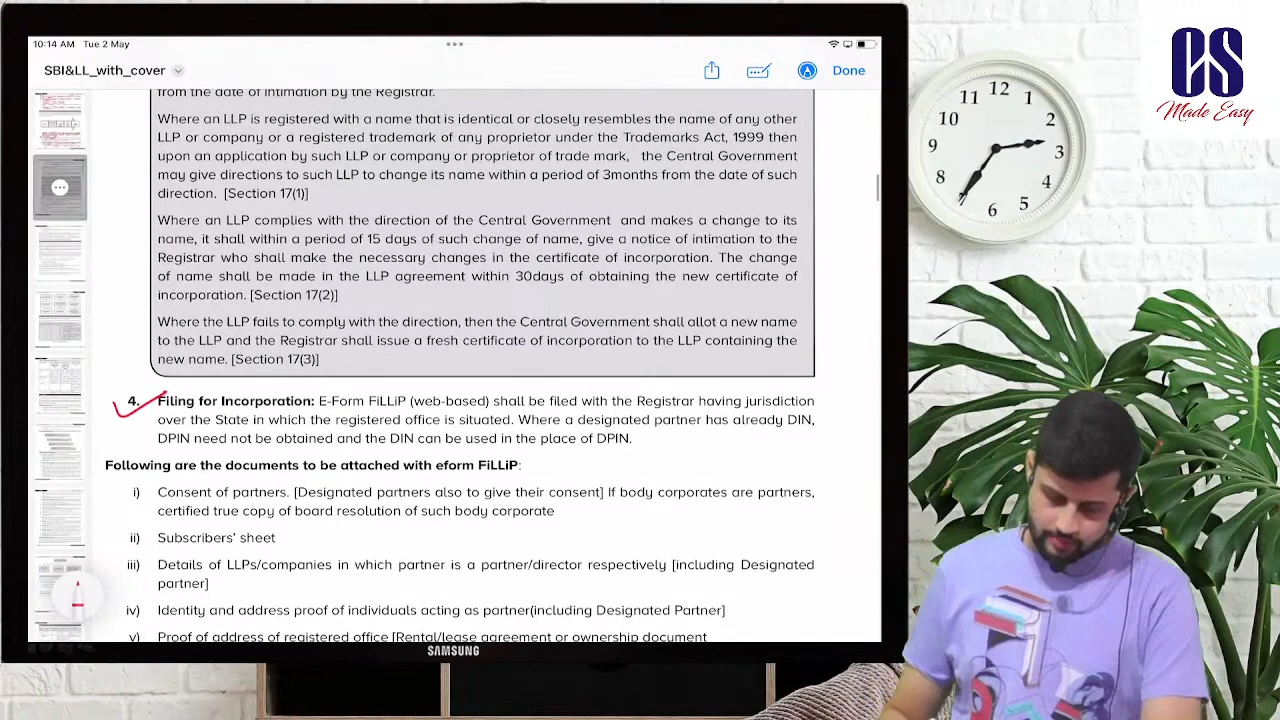 10:14 AM Tue 2 May
SBI&LL_with_cover
Done
from the date of intimation by the Registrar.
Where an LLP is registered with a name that is identical or closely resembles the name of any other
LLP or company or a registered trademark of a proprietor under the Trade Marks Act, 1999 then
upon an application by such LLP or company or proprietor of trade mark, the Central Government
may give directions to such LLP to change its name within a period of 3months from the date of such
direction. [Section 17(1)]
Where an LLP complies with the direction of the Central Government and makes a change to its
name, it shall within a period of 15 days of such change of name, give a notice of intimation to the
Registrar who shall make the necessary changes in the certificate of incorporation. The change
of name shall be made in the LLP Agreement within 30days of obtaining the new certificate of
incorporation. [Section 17(2)]
Where the LLP fails to comply with the direction, the then Central Government shall allot a new name
to the LLP and the Registrar shall issue a fresh certificate of incorporation to the LLP containing the
new name. [Section 17(3)]
4. Filing for Incorporation: E-Form FiLLiP[a web-based] shall be filed with the Registrar having jurisdiction
over the state in which the registered office is situated. Where the designated partner has a DIN,
DPIN need not be obtained and the DIN can be used in the place of DPIN.
Following are the documents to be attached to eform FiLLiP:
i) Consent of partners. [Designated partners also give their consent] If body corporates are partners,
certified true copy of board resolution of such body corporate
ii) Subscribers' sheet
iii) Details of LLPs/companies in which partner is a partner/director respectively [including Designated
partner]
iv) Identity and address proof of individuals acting as Partner(including Designated Partner]
Proof of address of registered office [rental/lease agreement or ownership document
SAMSUNG
12
1
2
3
4
5
6
8
9
10
11
CS
Made Easy